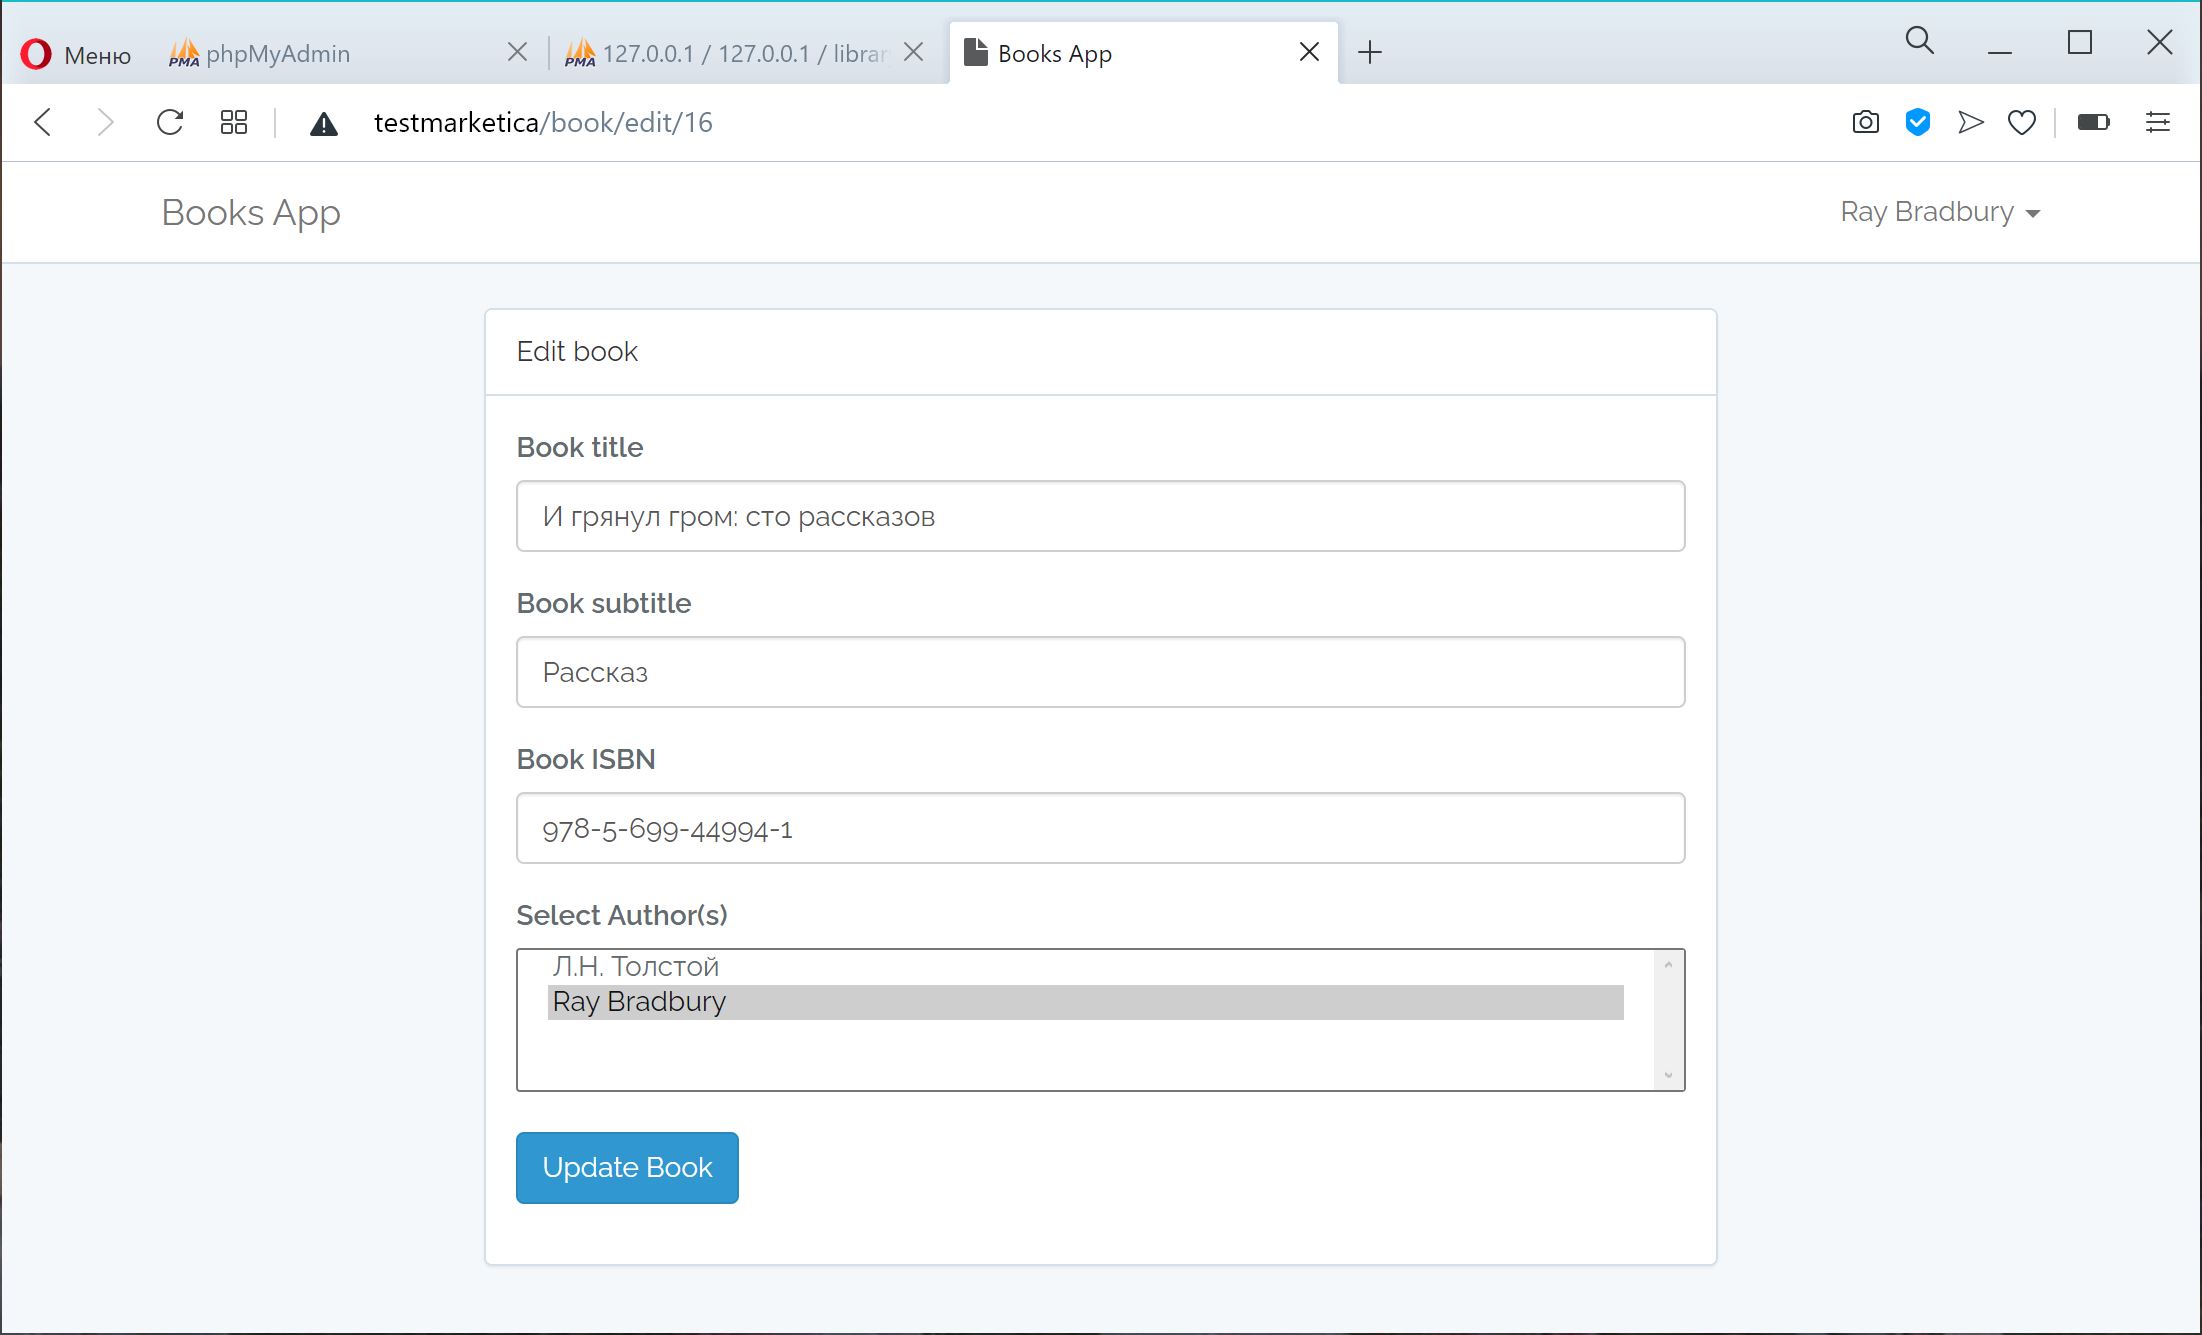 Меню
PMA phpMyAdmin
PMA 127.0.0.1 / 127.0.0.1 / librar
Books App
testmarketica/book/edit/16
Books App
Ray Bradbury
Edit book
Book title
И грянул гром: сто рассказов
Book subtitle
Рассказ
Book ISBN
978-5-699-44994-1
Select Author(s)
Л.Н. Толстой
Ray Bradbury
Update Book